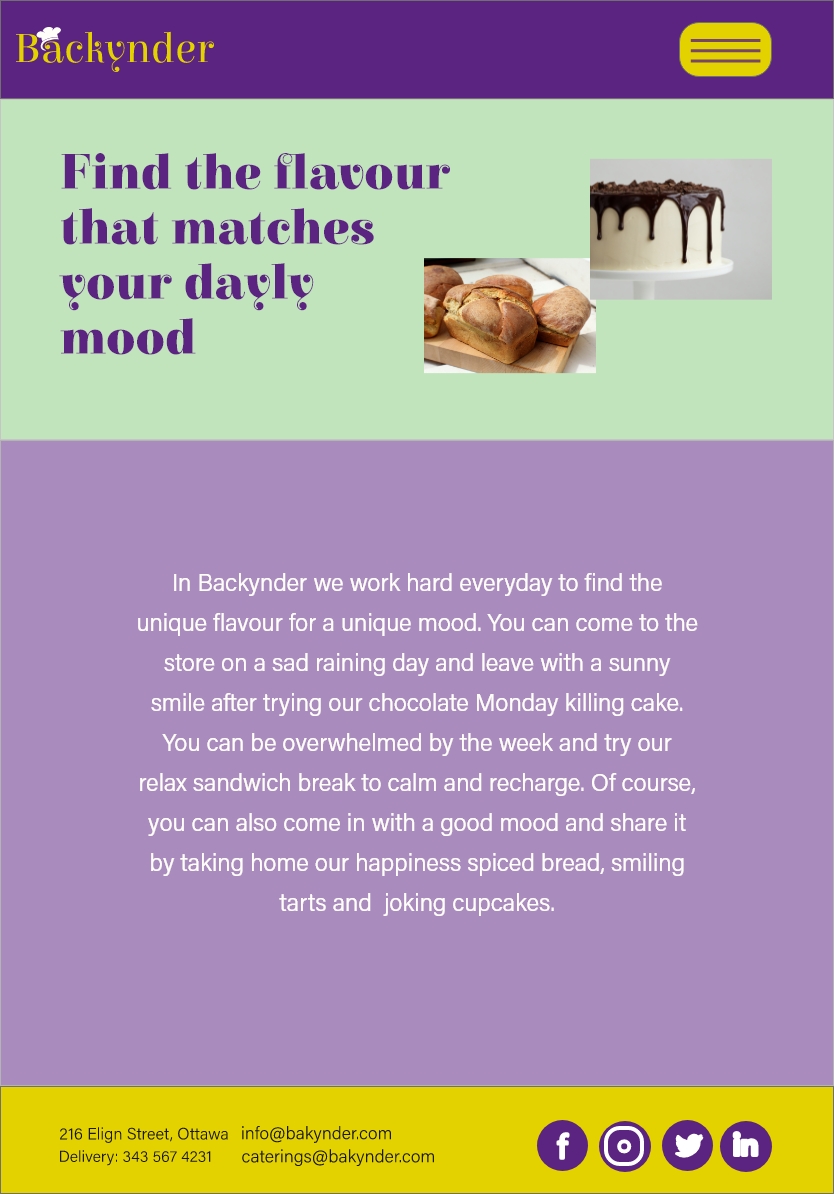 Backynder
Find the flavour
that matches
your dayly
mood
In Backynder we work hard everyday to find the
unique flavour for a unique mood. You can come to the
store on a sad raining day and leave with a sunny
smile after trying our chocolate Monday killing cake.
You can be overwhelmed by the week and try our
relax sandwich break to calm and recharge. Of course,
you can also come in with a good mood and share it
by taking home our happiness spiced bread, smiling
tarts and  joking cupcakes.
216 Elign Street, Ottawa info@bakynder.com
Delivery: 343 567 4231 caterings@bakynder.com